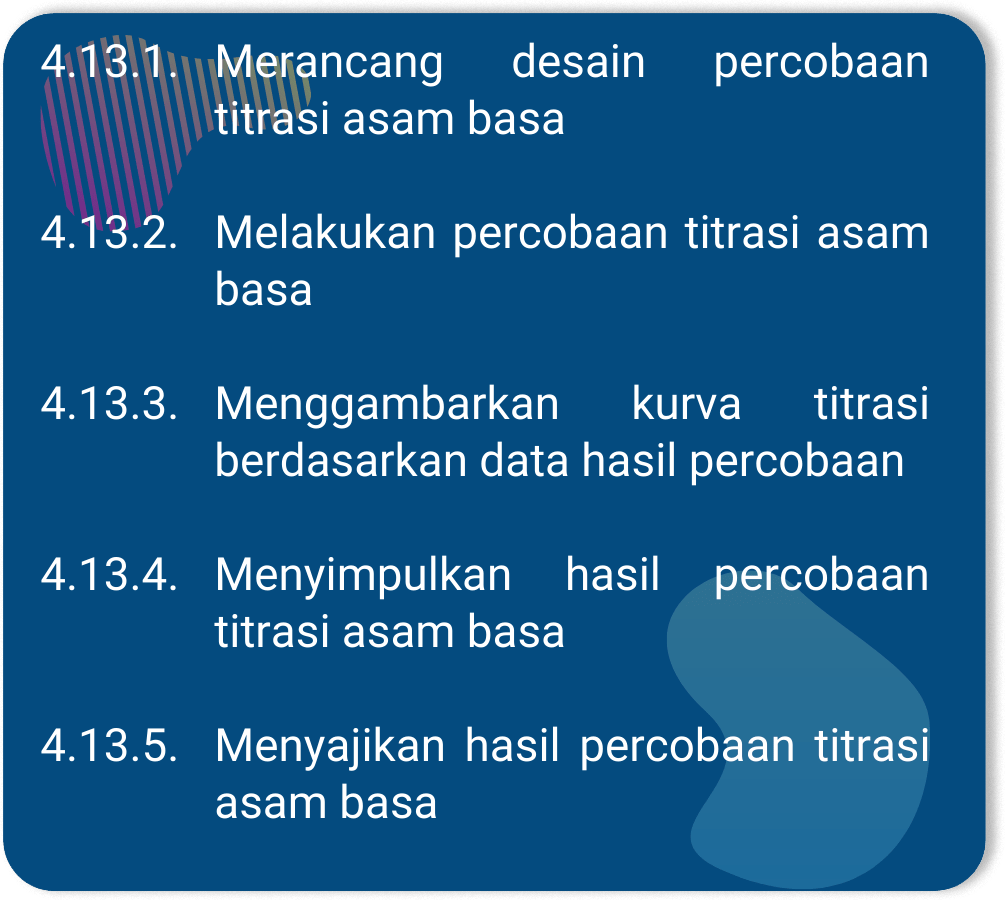 4.13.1. Merancang desain percobaan
titrasi asam basa
4.13.2. Melakukan percobaan titrasi asam
basa
4.13.3. Menggambarkan kurva titrasi
berdasarkan data hasil percobaan
4.13.4. Menyimpulkan hasil percobaan
titrasi asam basa
4.13.5. Menyajikan hasil percobaan titrasi
asam basa